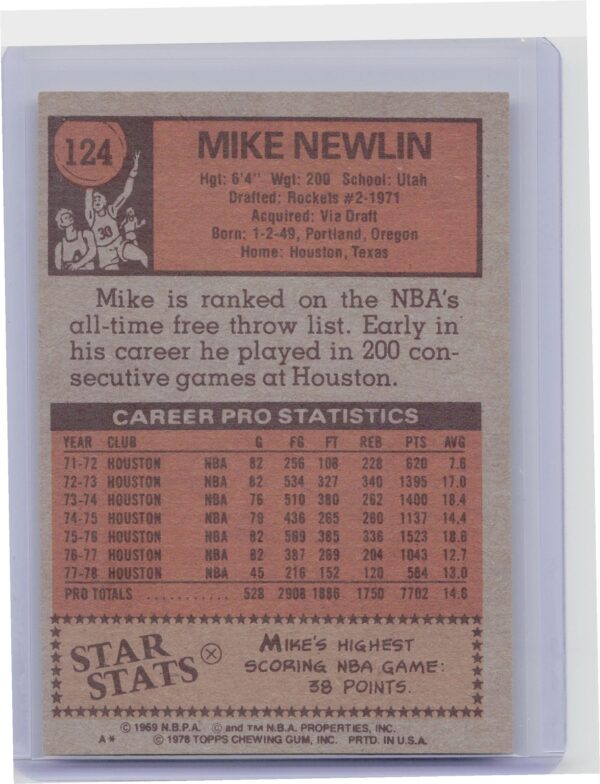 124
MIKE NEWLIN
Hgt: 6'4" Wgt: 200 School: Utah
Drafted: Rockets #2-1971
Acquired: Via Draft
Born: 1-2-49, Portland, Oregon
Home: Houston, Texas
30
Mike is ranked on the NBA's
all-time free throw list. Early in
his career he played in 200 con-
secutive games at Houston.
CAREER PRO STATISTICS
YEAR CLUB G FG FT REB PTS AVG
71-72 HOUSTON NBA 82 256 108 228 620 7.6
72-73 HOUSTON NBA 82 534 327 340 1395 17.0
73-74 HOUSTON NBA 76 510 380 262 1400 18.4
74-75 HOUSTON NBA 79 436 265 260 1137 14.4
75-76 HOUSTON NBA 82 569 385 336 1523 18.6
76-77 HOUSTON NBA 82 387 269 204 1043 12.7
77-78 HOUSTON NBA 45 216 152 120 584 13.0
PRO TOTALS ........... 528 2908 1886 1750 7702 14.6
STAR
STATS
MIKE'S HIGHEST
SCORING NBA GAME:
38 POINTS.
© 1969 N.B.P.A. © and TM N.B.A. PROPERTIES, INC.
A* © 1978 TOPPS CHEWING GUM, INC. PRTD. IN U.S.A.